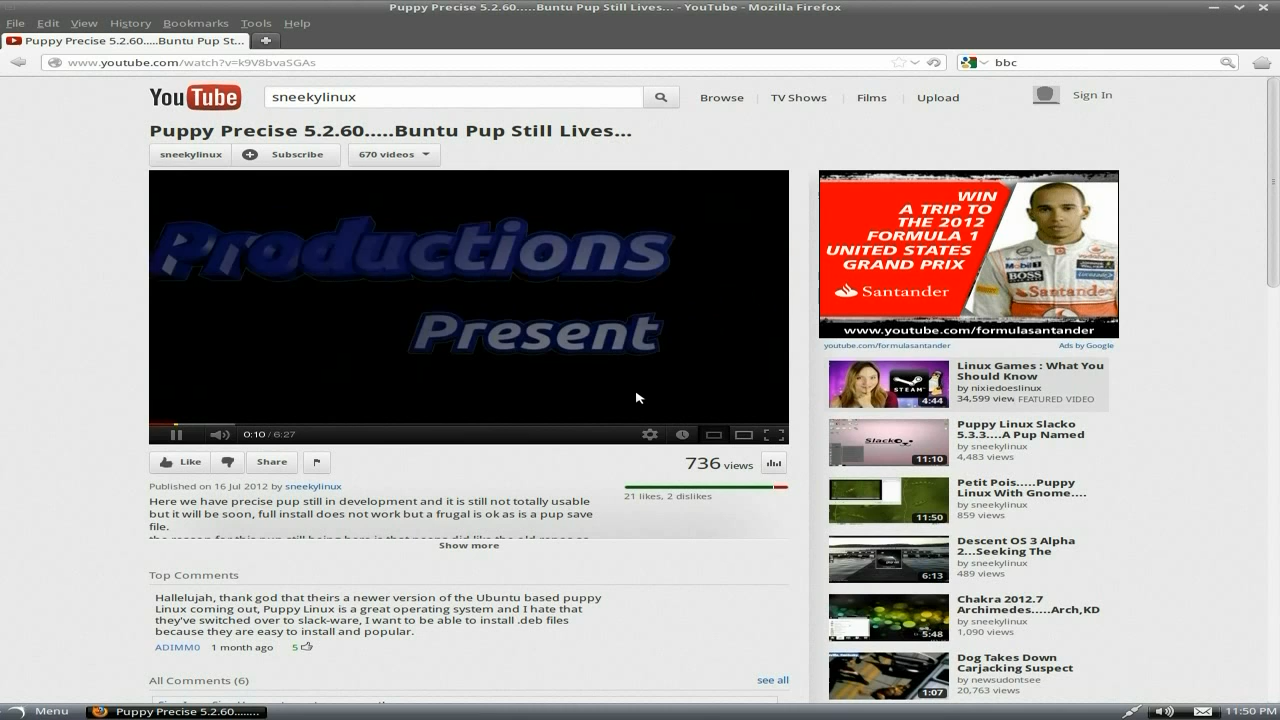 Puppy Precise 5.2.60.....Buntu Pup Still Lives... - YouTube - Mozilla Firefox
File Edit View History Bookmarks Tools Help
Puppy Precise 5.2.60.....Buntu Pup St...
www.youtube.com/watch?v=k9V8bvaSGAs
bbc
YouTube
sneekylinux
Browse | TV Shows | Films | Upload
Sign In
Puppy Precise 5.2.60.....Buntu Pup Still Lives...
sneekylinux Subscribe 670 videos
Productions
Present
0:10 / 6:27
Like Share
736 views
Published on 16 Jul 2012 by sneekylinux
21 likes, 2 dislikes
Here we have precise pup still in development and it is still not totally usable
but it will be soon, full install does not work but a frugal is ok as is a pup save
file.
Show more
Top Comments
Hallelujah, thank god that theirs a newer version of the Ubuntu based puppy
Linux coming out, Puppy Linux is a great operating system and I hate that
they've switched over to slack-ware, I want to be able to install .deb files
because they are easy to install and popular.
ADIMM0 1 month ago 5
All Comments (6)
see all
WIN
A TRIP TO
THE 2012
FORMULA 1
UNITED STATES
GRAND PRIX
Santander
BOSS
Santander
www.youtube.com/formulasantander
youtube.com/formulasantander
Ads by Google
STEAM
4:44
Linux Games : What You
Should Know
by nixiedoeslinux
34,599 view FEATURED VIDEO
Slacko
11:10
Puppy Linux Slacko
5.3.3....A Pup Named
by sneekylinux
4,483 views
11:50
Petit Pois.....Puppy
Linux With Gnome....
by sneekylinux
859 views
6:13
Descent OS 3 Alpha
2...Seeking The
by sneekylinux
489 views
5:48
Chakra 2012.7
Archimedes.....Arch,KD
by sneekylinux
1,090 views
1:07
Dog Takes Down
Carjacking Suspect
by newsudontsee
20,763 views
Menu
Puppy Precise 5.2.60........
11:50 PM